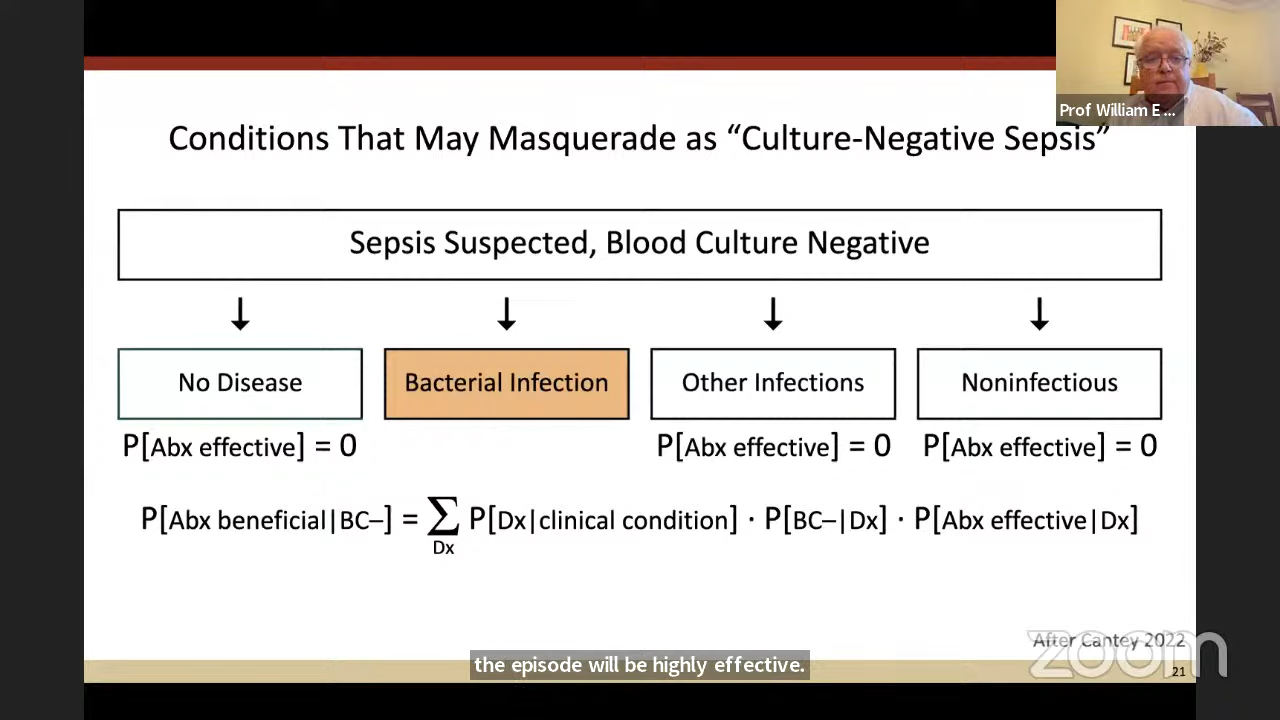 Prof William E ...
Conditions That May Masquerade as “Culture-Negative Sepsis”
Sepsis Suspected, Blood Culture Negative
No Disease
Bacterial Infection
Other Infections
Noninfectious
P[Abx effective] = 0
P[Abx effective] = 0
P[Abx effective] = 0
P[Abx beneficial|BC–] = ∑ P[Dx|clinical condition] · P[BC–|Dx] · P[Abx effective|Dx]
Dx
After Cantey 2022
zoom
the episode will be highly effective.
21